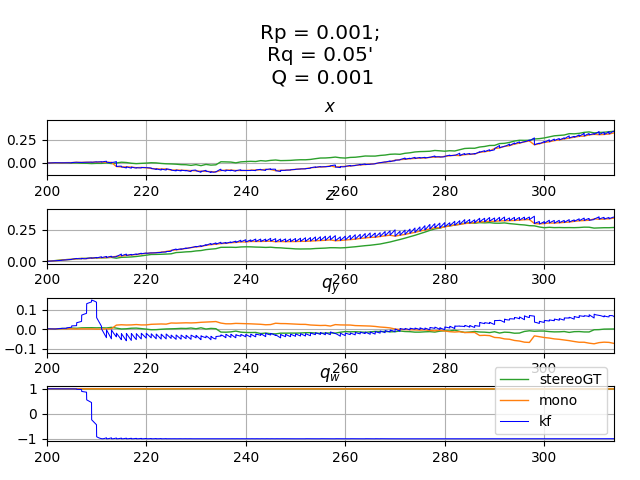 Rp = 0.001;
Rq = 0.05'
Q = 0.001
x
0.25
0.00
200 220 240 260 280 300
z
0.25
0.00
200 220 240 260 280 300
qy
0.1
0.0
−0.1
200 220 240 260 280 300
qw
1
0
−1
200 220 240 260 280 300
stereoGT
mono
kf